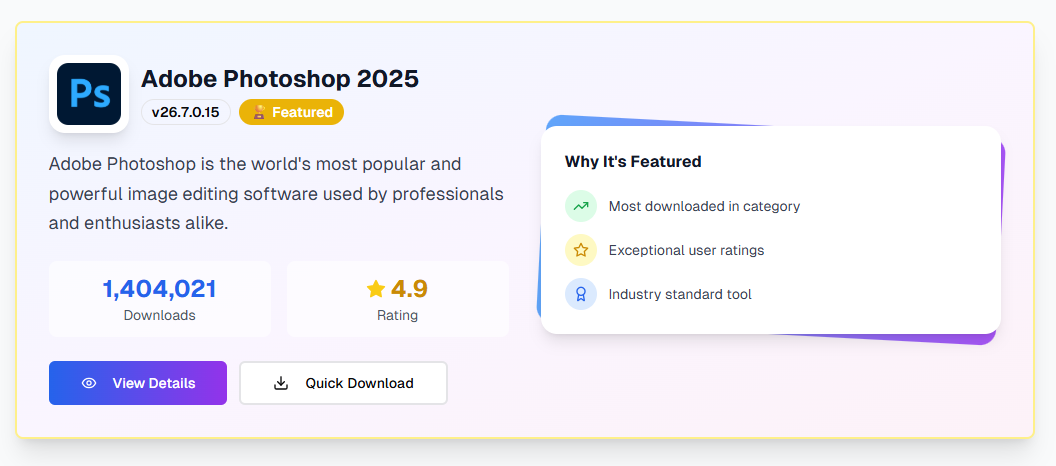 Ps
Adobe Photoshop 2025
v26.7.0.15
Featured
Adobe Photoshop is the world's most popular and
powerful image editing software used by professionals
and enthusiasts alike.
1,404,021
Downloads
4.9
Rating
View Details
Quick Download
Why It's Featured
Most downloaded in category
Exceptional user ratings
Industry standard tool